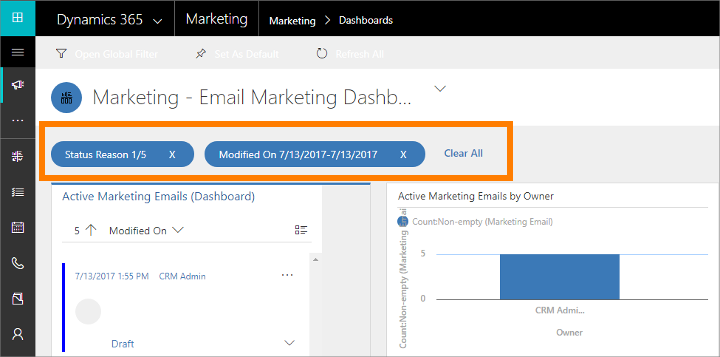 Dynamics 365 Marketing Marketing > Dashboards
Open Global Filter Set As Default Refresh All
Marketing - Email Marketing Dashb...
Status Reason 1/5 X Modified On 7/13/2017-7/13/2017 X Clear All
Active Marketing Emails (Dashboard)
5 Modified On
7/13/2017 1:55 PM CRM Admin ...
Draft
Active Marketing Emails by Owner
Count:Non-empty (Marketing Email)
Count:Non-empty (Marketing Emai
5
0
CRM Admi...
Owner